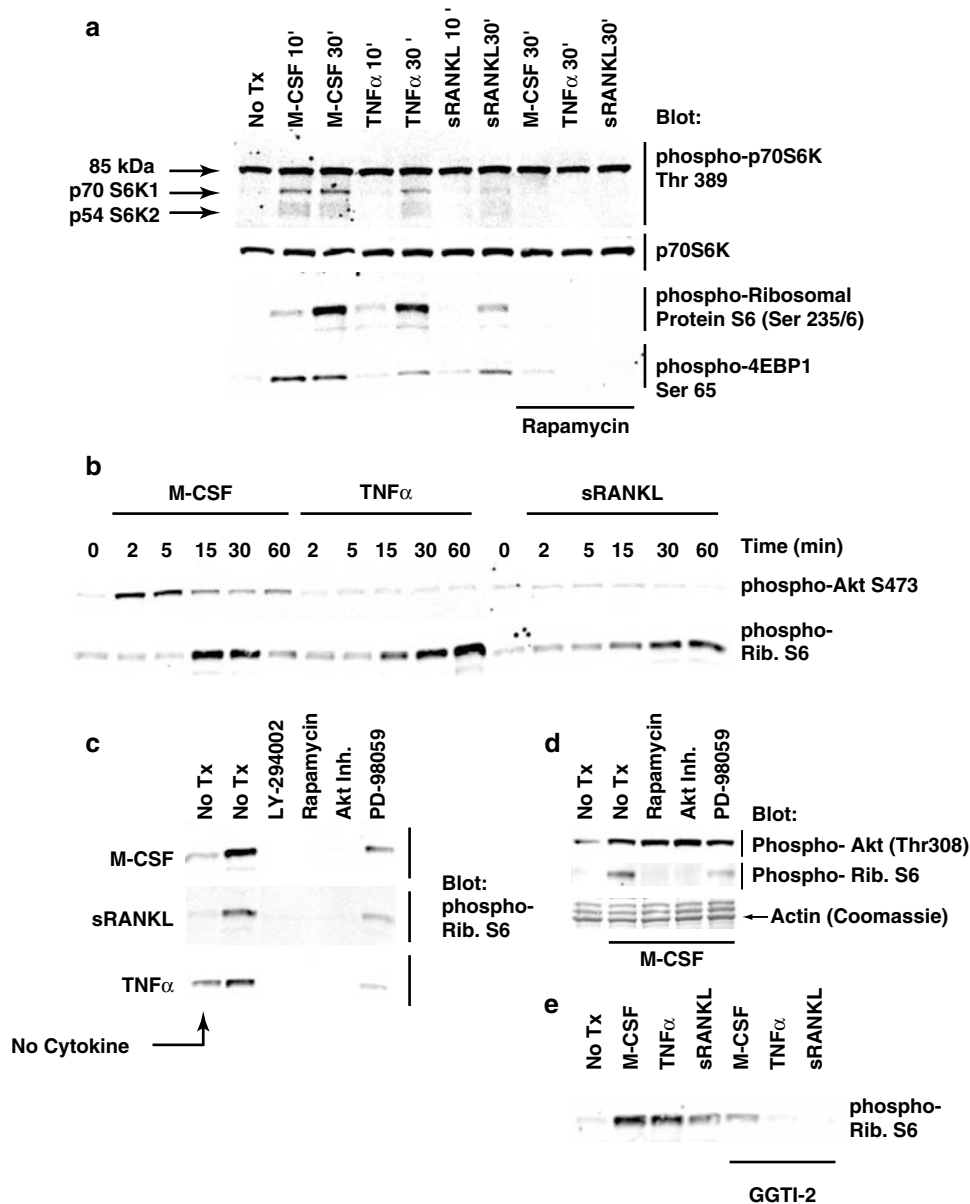 a
No Tx
M-CSF 10'
M-CSF 30'
TNFα 10'
TNFα 30 '
sRANKL 10 '
sRANKL30'
M-CSF 30'
TNFα 30'
sRANKL30'
Blot:
85 kDa
p70 S6K1
p54 S6K2
phospho-p70S6K
Thr 389
p70S6K
phospho-Ribosomal
Protein S6 (Ser 235/6)
phospho-4EBP1
Ser 65
Rapamycin
b
M-CSF TNFα sRANKL
0 2 5 15 30 60 2 5 15 30 60 0 2 5 15 30 60 Time (min)
phospho-Akt S473
phospho-
Rib. S6
c
No Tx
No Tx
LY-294002
Rapamycin
Akt Inh.
PD-98059
M-CSF
sRANKL
TNFα
Blot:
phospho-
Rib. S6
No Cytokine
d
No Tx
No Tx
Rapamycin
Akt Inh.
PD-98059
Blot:
Phospho- Akt (Thr308)
Phospho- Rib. S6
Actin (Coomassie)
M-CSF
e
No Tx
M-CSF
TNFα
sRANKL
M-CSF
TNFα
sRANKL
phospho-
Rib. S6
GGTI-2